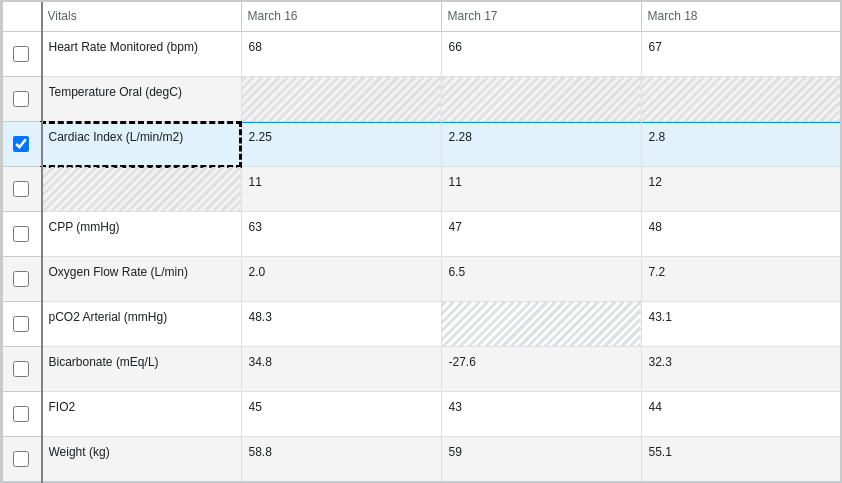 Vitals March 16 March 17 March 18
Heart Rate Monitored (bpm) 68 66 67
Temperature Oral (degC)
Cardiac Index (L/min/m2) 2.25 2.28 2.8
11 11 12
CPP (mmHg) 63 47 48
Oxygen Flow Rate (L/min) 2.0 6.5 7.2
pCO2 Arterial (mmHg) 48.3 43.1
Bicarbonate (mEq/L) 34.8 -27.6 32.3
FIO2 45 43 44
Weight (kg) 58.8 59 55.1